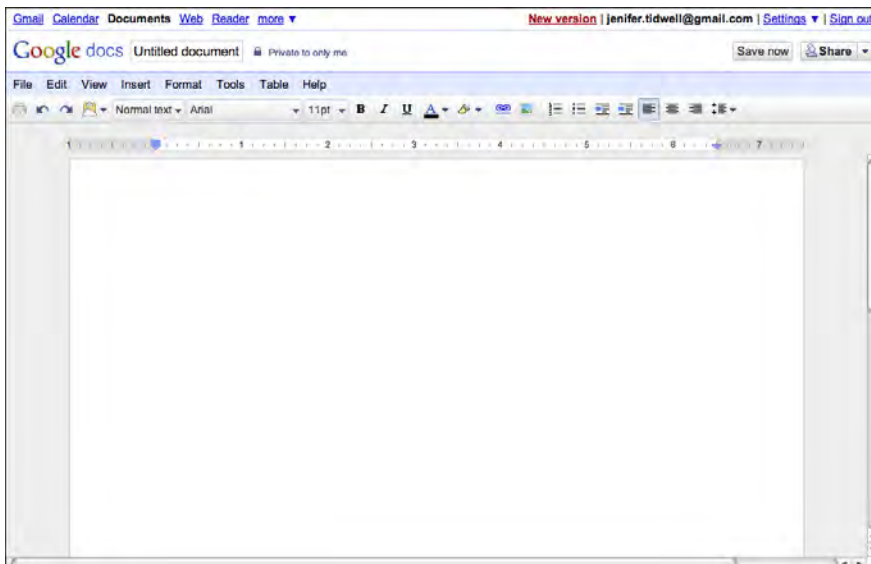 Gmail Calendar Documents Web Reader more ▼ New version | jenifer.tidwell@gmail.com | Settings ▼ | Sign out
Google docs Untitled document Private to only me Save now Share
File Edit View Insert Format Tools Table Help
Normal text Arial 11pt B I U A
1 1 2 3 4 5 6 7